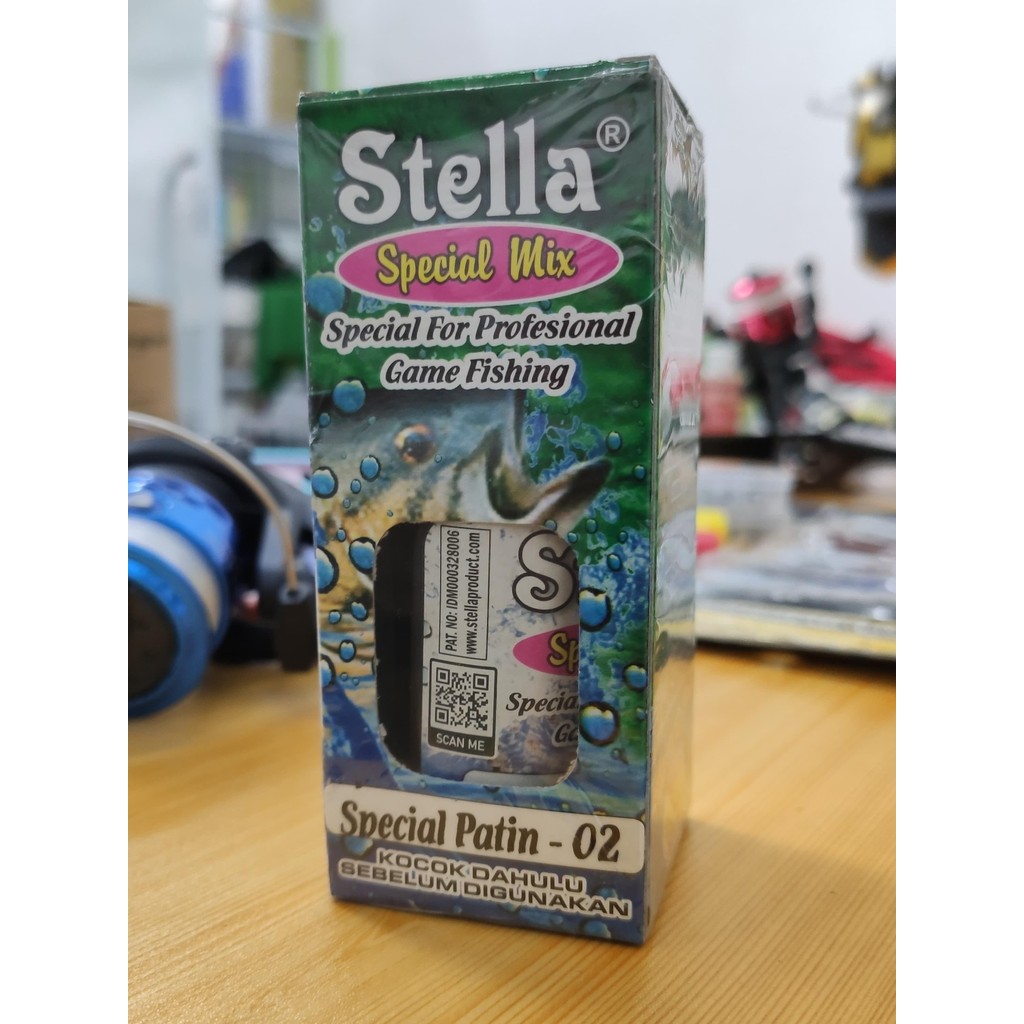 Stella®
Special Mix
Special For Profesional
Game Fishing
PAT. NO: IDM000328006
www.stellaproduct.com
SCAN ME
Special Patin - 02
KOCOK DAHULU
SEBELUM DIGUNAKAN